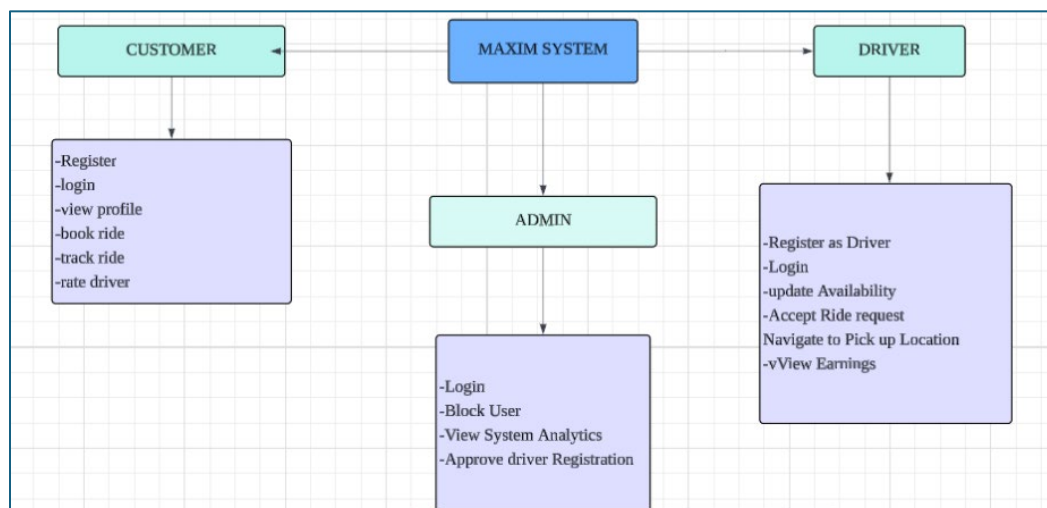 CUSTOMER
MAXIM SYSTEM
DRIVER
-Register
-login
-view profile
-book ride
-track ride
-rate driver
ADMIN
-Register as Driver
-Login
-update Availability
-Accept Ride request
Navigate to Pick up Location
-vView Earnings
-Login
-Block User
-View System Analytics
-Approve driver Registration